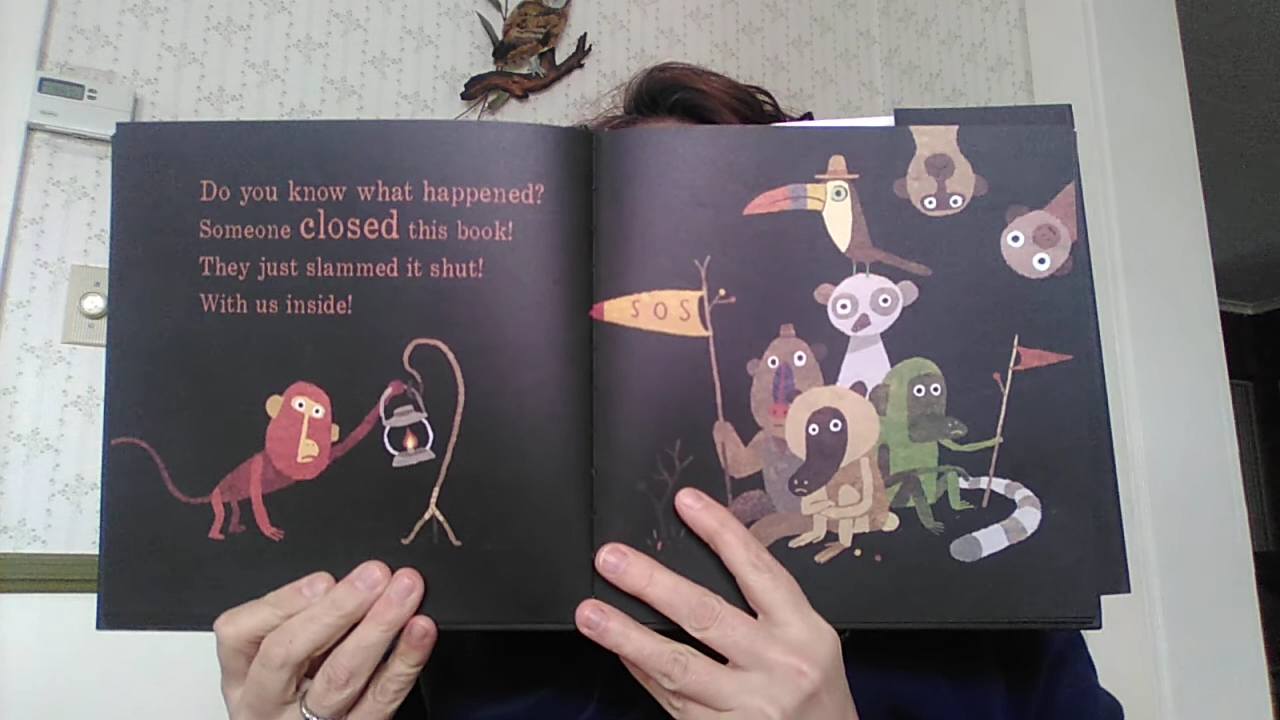 Do you know what happened?
Someone closed this book!
They just slammed it shut!
With us inside!
SOS